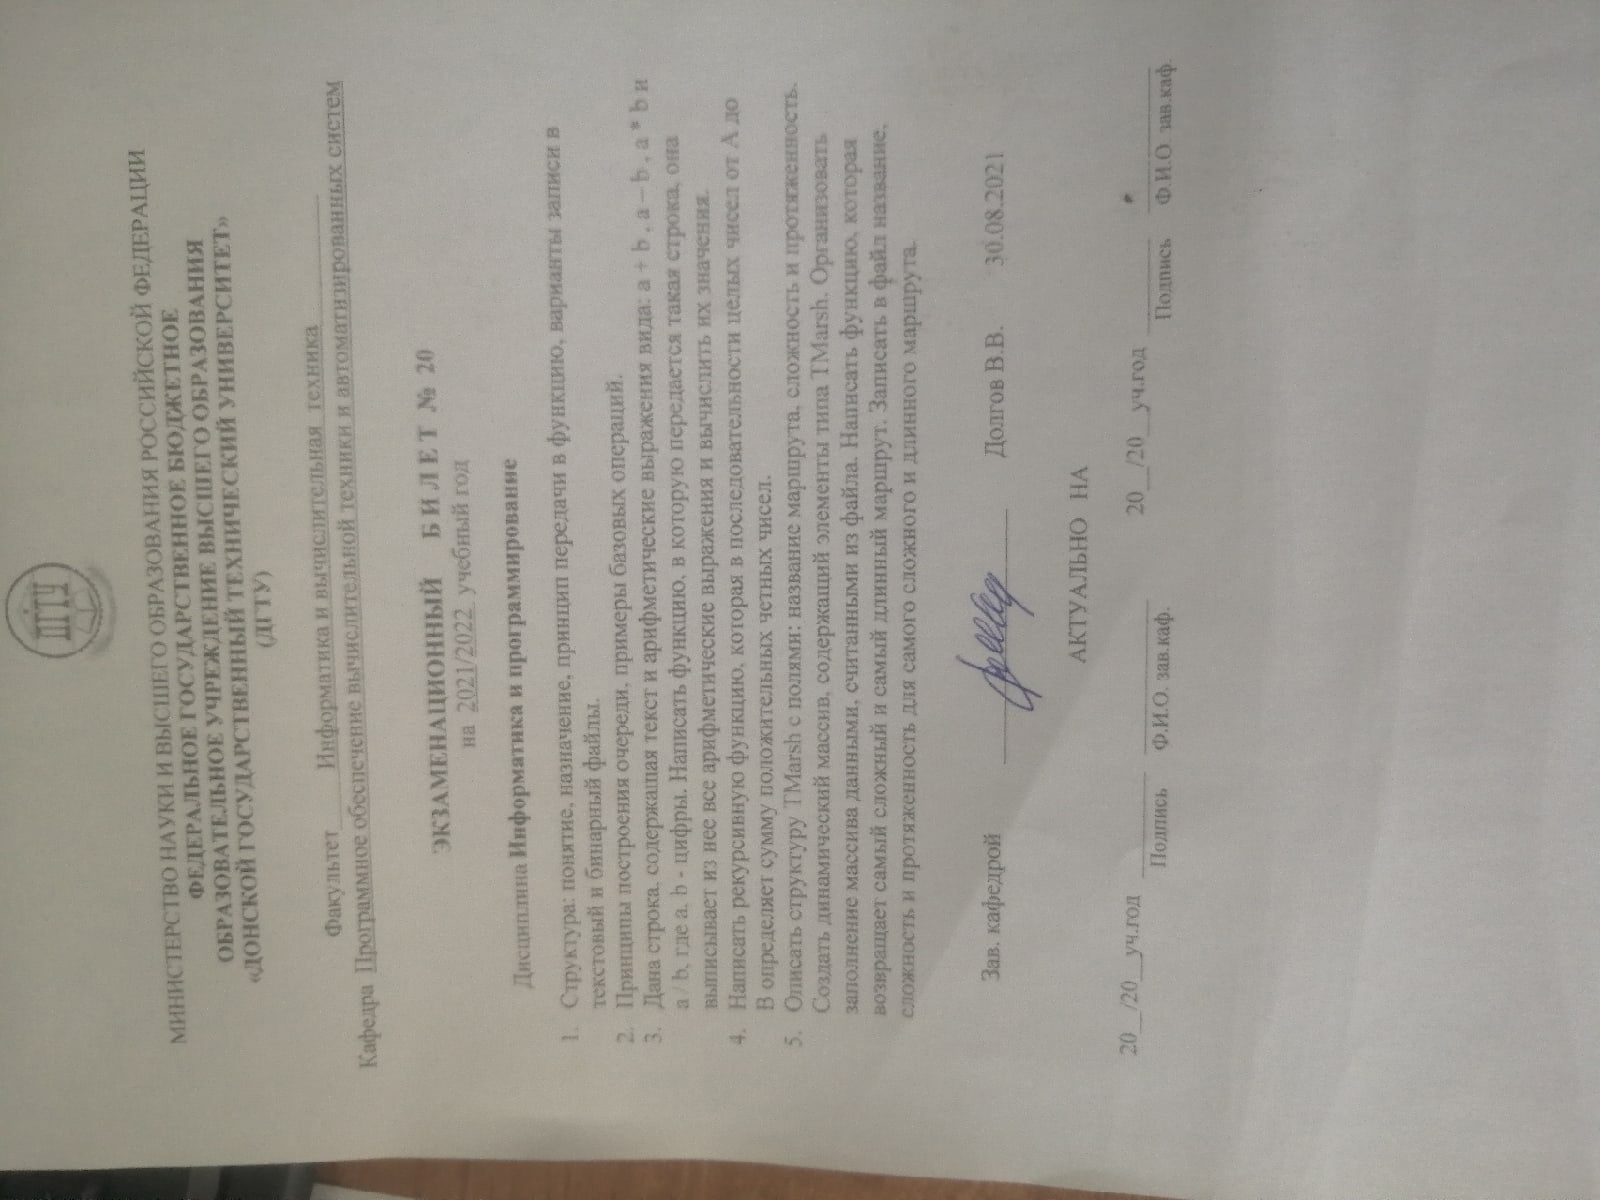 ДГТУ
МИНИСТЕРСТВО НАУКИ И ВЫСШЕГО ОБРАЗОВАНИЯ РОССИЙСКОЙ ФЕДЕРАЦИИ
ФЕДЕРАЛЬНОЕ ГОСУДАРСТВЕННОЕ БЮДЖЕТНОЕ
ОБРАЗОВАТЕЛЬНОЕ УЧРЕЖДЕНИЕ ВЫСШЕГО ОБРАЗОВАНИЯ
«ДОНСКОЙ ГОСУДАРСТВЕННЫЙ ТЕХНИЧЕСКИЙ УНИВЕРСИТЕТ»
(ДГТУ)
Факультет Информатика и вычислительная техника
Кафедра Программное обеспечение вычислительной техники и автоматизированных систем
ЭКЗАМЕНАЦИОННЫЙ Б И Л Е Т № 20
на 2021/2022 учебный год
Дисциплина Информатика и программирование
1. Структура: понятие, назначение, принцип передачи в функцию, варианты записи в
текстовый и бинарный файлы.
2. Принципы построения очереди, примеры базовых операций.
3. Дана строка, содержащая текст и арифметические выражения вида: a + b , a – b , a * b и
a / b, где a, b - цифры. Написать функцию, в которую передается такая строка, она
выписывает из нее все арифметические выражения и вычислить их значения.
4. Написать рекурсивную функцию, которая в последовательности целых чисел от А до
В определяет сумму положительных четных чисел.
5. Описать структуру TMarsh с полями: название маршрута, сложность и протяженность.
Создать динамический массив, содержащий элементы типа TMarsh. Организовать
заполнение массива данными, считанными из файла. Написать функцию, которая
возвращает самый сложный и самый длинный маршрут. Записать в файл название,
сложность и протяженность для самого сложного и длинного маршрута.
Зав. кафедрой Долгов В.В. 30.08.2021
АКТУАЛЬНО НА
20__/20__уч.год ________ ____________ 20__/20__уч.год ________ ____________
Подпись Ф.И.О. зав.каф. Подпись Ф.И.О. зав.каф.